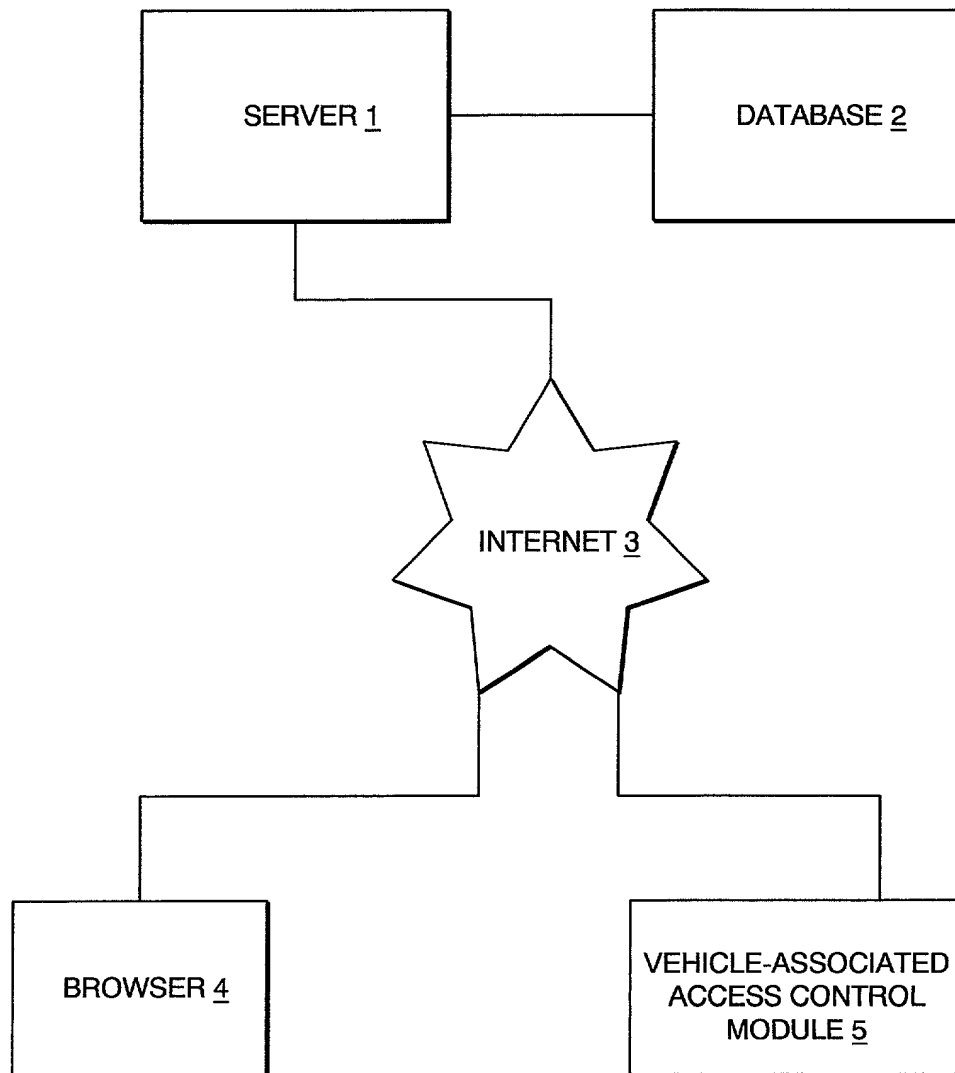 SERVER 1
DATABASE 2
INTERNET 3
BROWSER 4
VEHICLE-ASSOCIATED
ACCESS CONTROL
MODULE 5